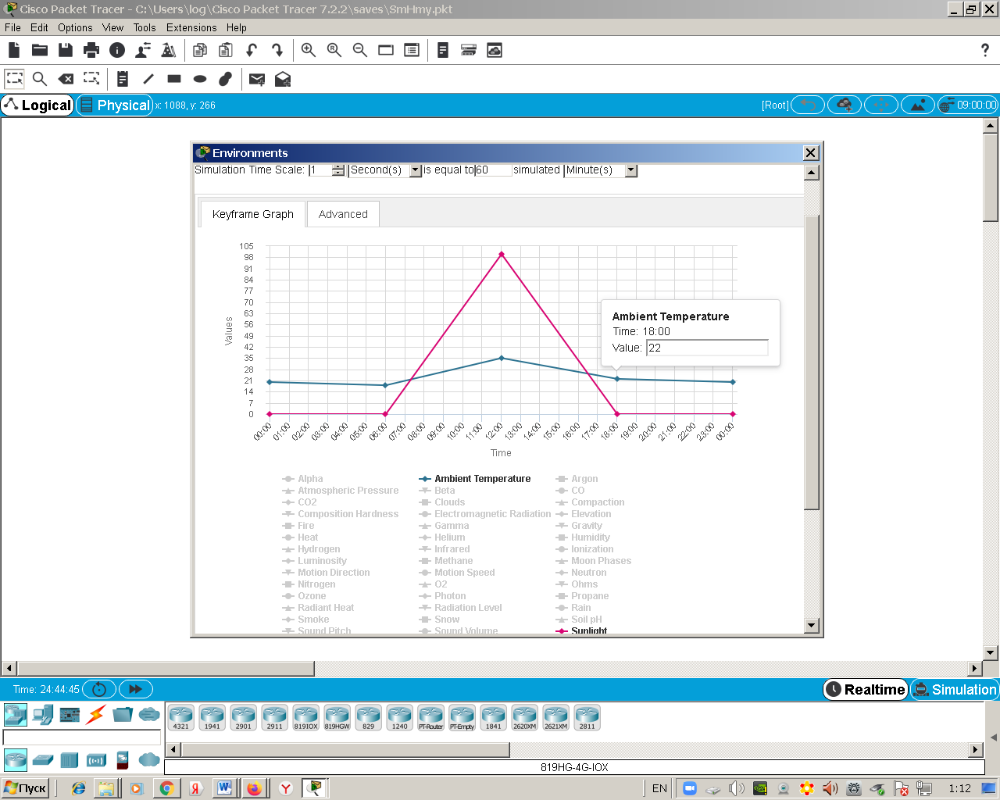 Cisco Packet Tracer - C:\Users\log\Cisco Packet Tracer 7.2.2\saves\SmHmy.pkt
File Edit Options View Tools Extensions Help
Logical Physical x: 1088, y: 266 [Root] 09:00:00
Environments
Simulation Time Scale: 1 Second(s) is equal to 60 simulated Minute(s)
Keyframe Graph Advanced
105
98
91
84
77
70
63
56
49
42
35
28
21
14
7
0
Values
Ambient Temperature
Time: 18:00
Value: 22
00:00 01:00 02:00 03:00 04:00 05:00 06:00 07:00 08:00 09:00 10:00 11:00 12:00 13:00 14:00 15:00 16:00 17:00 18:00 19:00 20:00 21:00 22:00 23:00 00:00
Time
Alpha Ambient Temperature Argon
Atmospheric Pressure Beta CO
CO2 Clouds Compaction
Composition Hardness Electromagnetic Radiation Elevation
Fire Gamma Gravity
Heat Helium Humidity
Hydrogen Infrared Ionization
Luminosity Methane Moon Phases
Motion Direction Motion Speed Neutron
Nitrogen O2 Ohms
Ozone Photon Propane
Radiant Heat Radiation Level Rain
Smoke Snow Soil pH
Sound Pitch Sound Volume Sunlight
Time: 24:44:45 Realtime Simulation
4321 1941 2901 2911 819IOX 819HGW 829 1240 PT-Router PT-Empty 1841 2620XM 2621XM 2811
819HG-4G-IOX
Пуск EN 1:12